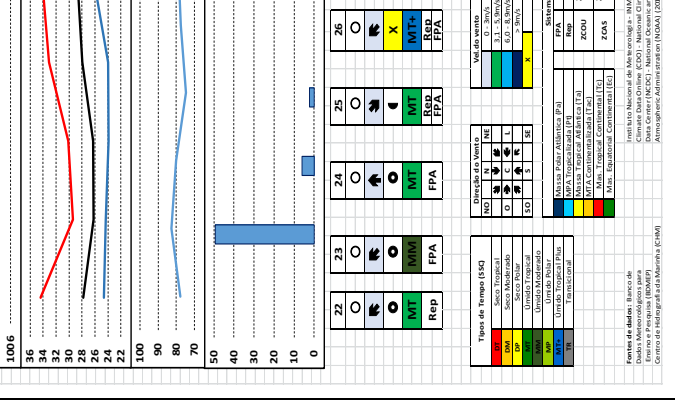 1006
36
34
32
30
28
26
24
22
100
90
80
70
50
40
30
20
10
0
22 23 24 25 26
X
MT MM MT MT MT+
Rep FPA FPA Rep Rep
FPA FPA
Tipos de Tempo (SSC)
DT Seco Tropical
DM Seco Moderado
DP Seco Polar
MT Úmido Tropical
MM Úmido Moderado
MP Úmido Polar
MT+ Úmido Tropical Plus
TR Transicional
Direção do Vento
NO N NE
O C L
SO S SE
Vel. do vento
0 - 3m/s
3,1 - 5,9m/s
6,0 - 8,9m/s
> 9m/s
X
Sistem
Massa Polar Atlântica (Pa) FPA
MPA Tropicalizada (Pt) Rep
Massa Tropical Atlântica (Ta) ZCOU
MTA Continentalizada (Tac)
Mas. Tropical Continental (Tc) ZCAS
Mas. Equatorial Continental (Ec)
Fontes de dados: Banco de
Dados Meteorológicos para
Ensino e Pesquisa (BDMEP)
Centro de Hidrografia da Marinha (CHM)
Instituto Nacional de Meteorologia - INM
Climate Data Online (CDO) - National Clim
Data Center (NCDC) - National Oceanic an
Atmospheric Administration (NOAA) (20